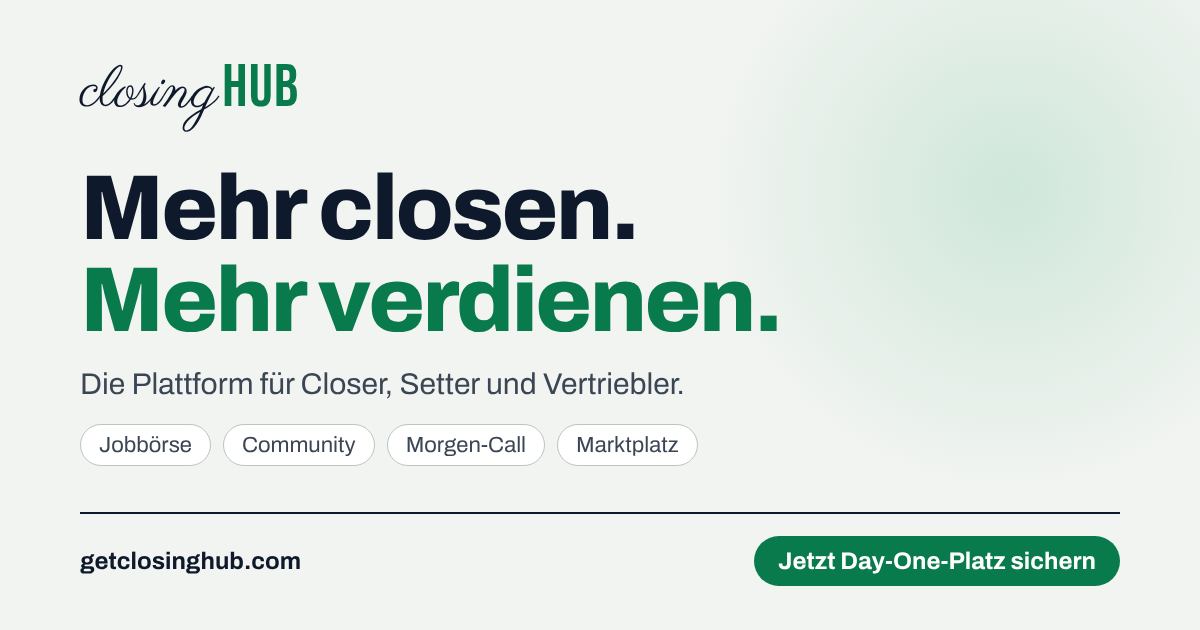 closing HUB
Mehr closen.
Mehr verdienen.
Die Plattform für Closer, Setter und Vertriebler.
Jobbörse Community Morgen-Call Marktplatz
getclosinghub.com Jetzt Day-One-Platz sichern